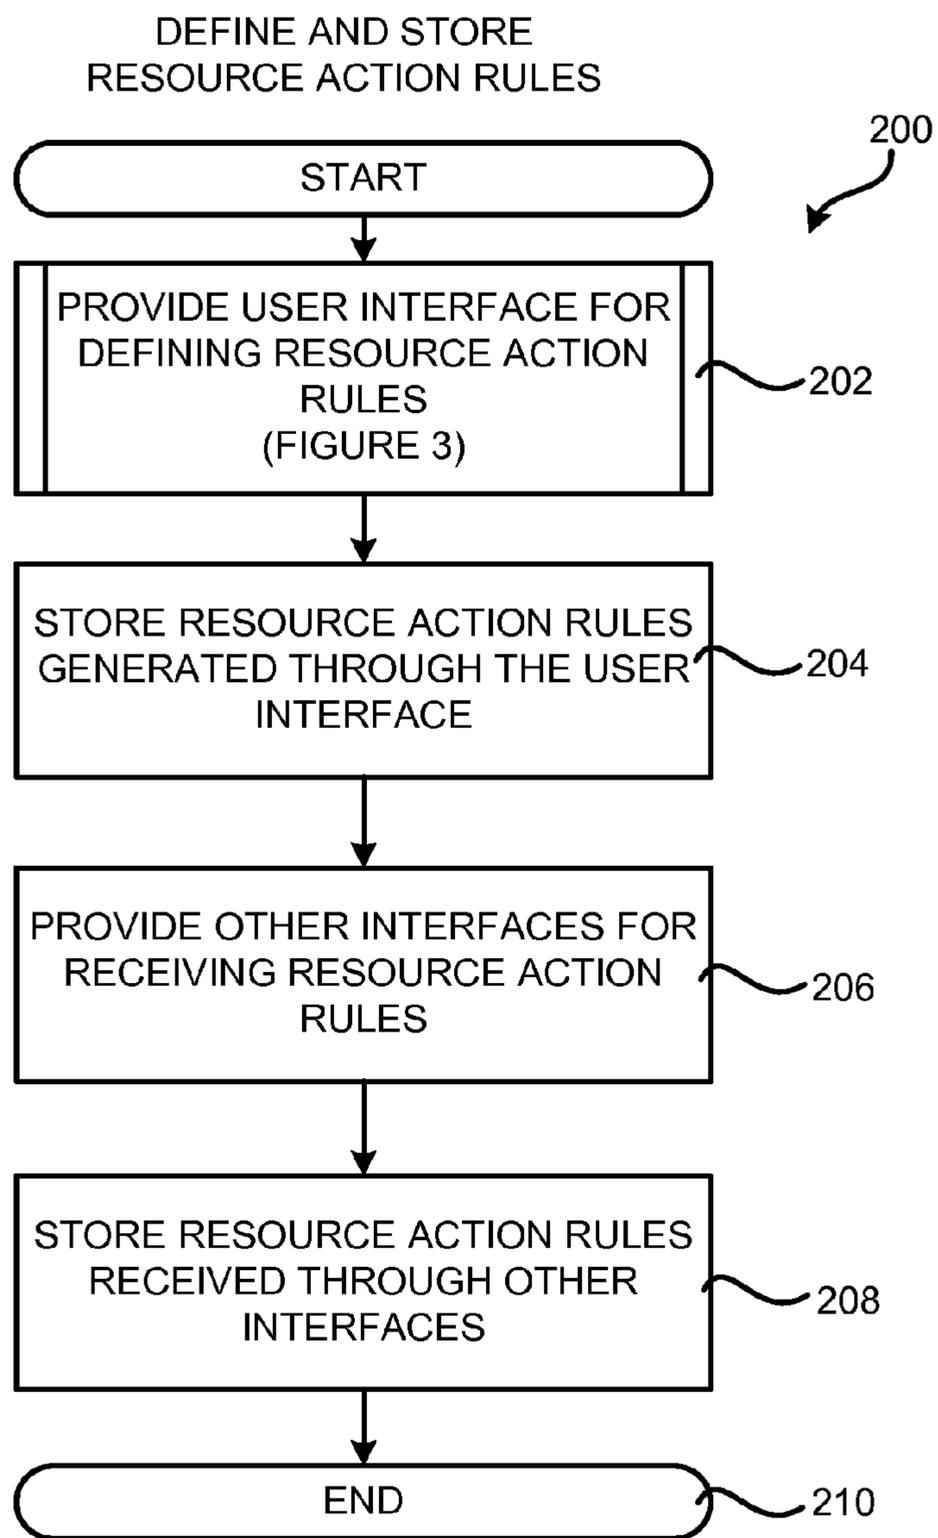 DEFINE AND STORE
RESOURCE ACTION RULES
200
START
PROVIDE USER INTERFACE FOR
DEFINING RESOURCE ACTION
RULES
(FIGURE 3)
202
STORE RESOURCE ACTION RULES
GENERATED THROUGH THE USER
INTERFACE
204
PROVIDE OTHER INTERFACES FOR
RECEIVING RESOURCE ACTION
RULES
206
STORE RESOURCE ACTION RULES
RECEIVED THROUGH OTHER
INTERFACES
208
END
210